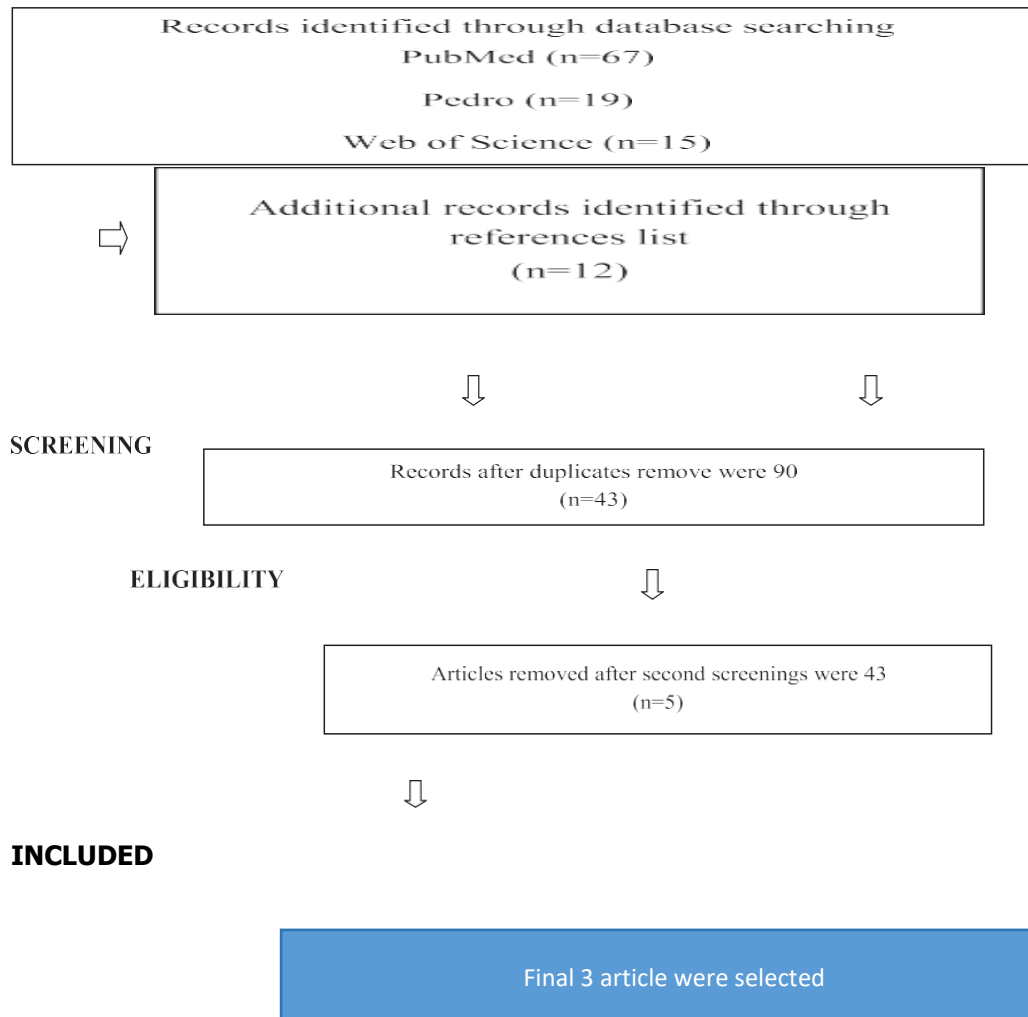 Records identified through database searching
PubMed (n=67)
Pedro (n=19)
Web of Science (n=15)
Additional records identified through
references list
(n=12)
SCREENING
Records after duplicates remove were 90
(n=43)
ELIGIBILITY
Articles removed after second screenings were 43
(n=5)
INCLUDED
Final 3 article were selected